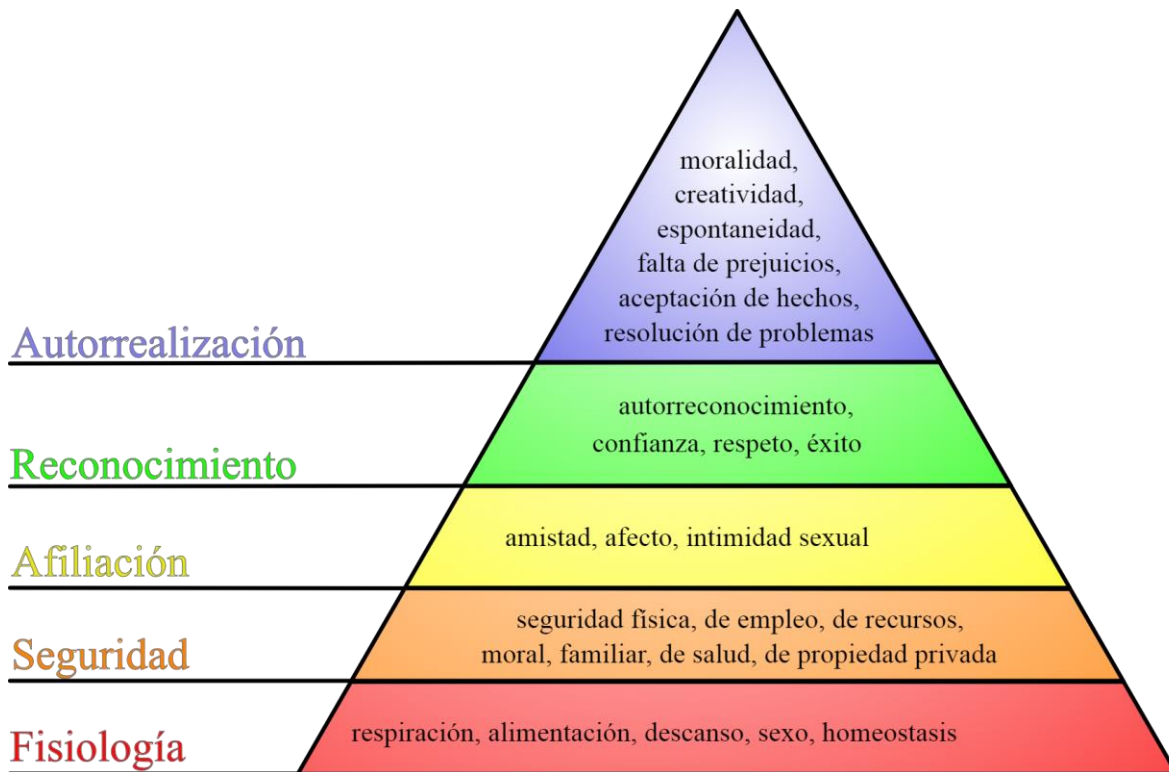 moralidad,
creatividad,
espontaneidad,
falta de prejuicios,
aceptación de hechos,
resolución de problemas
Autorrealización
autorreconocimiento,
confianza, respeto, éxito
Reconocimiento
amistad, afecto, intimidad sexual
Afiliación
seguridad física, de empleo, de recursos,
moral, familiar, de salud, de propiedad privada
Seguridad
respiración, alimentación, descanso, sexo, homeostasis
Fisiología